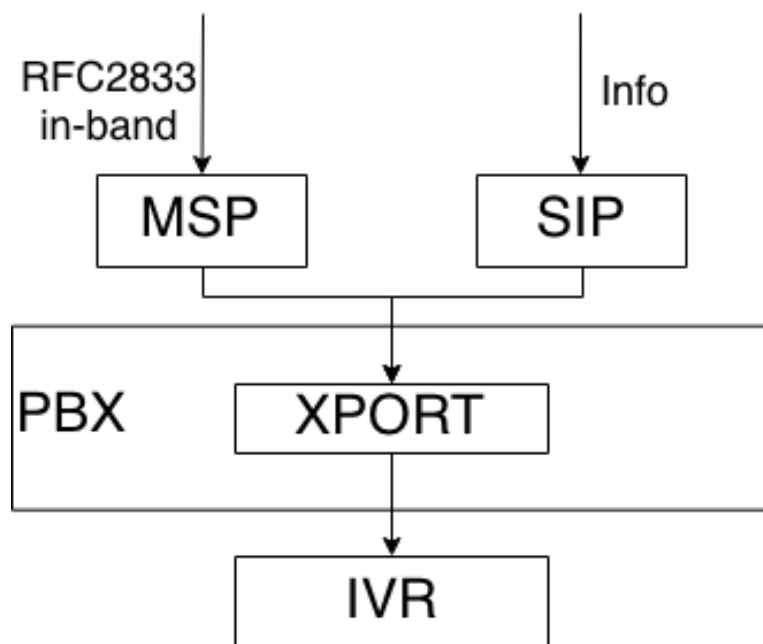 RFC2833
in-band
Info
MSP
SIP
PBX
XPORT
IVR